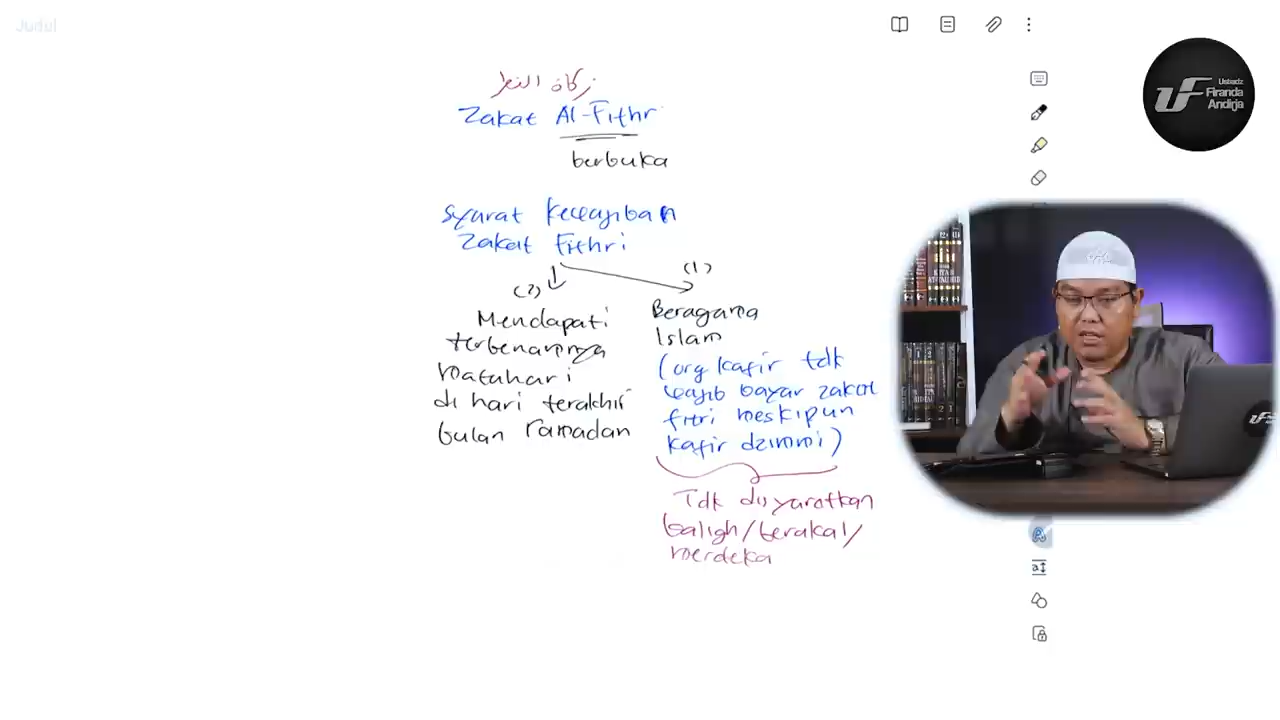 Judul
زكاة الفطر
Zakat Al-Fithr
berbuka
Syarat kewajiban
Zakat Fithri
(1)
Beragama
Islam
(org kafir tdk
wajib bayar zakat
fitri meskipun
kafir dzimmi)
Tdk disyaratkan
baligh/berakal/
merdeka
(2)
Mendapati
terbenamnya
matahari
di hari terakhir
bulan ramadan
Ustadz
Firanda
Andirja